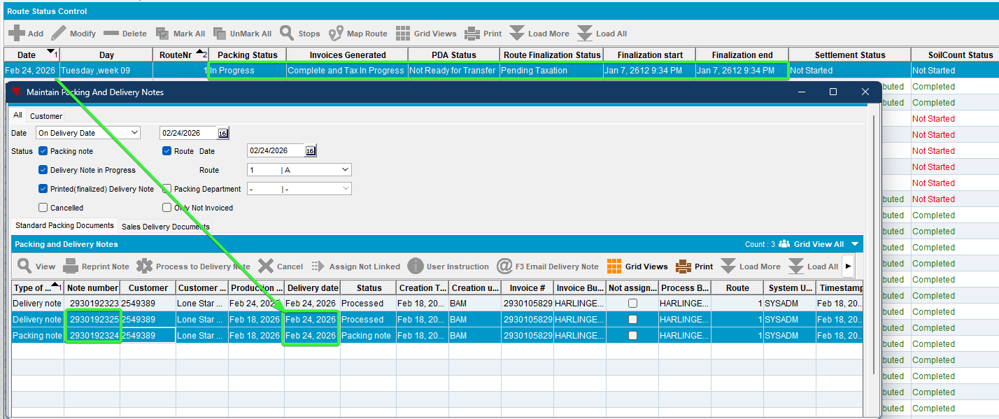 Route Status Control
Add Modify Delete Mark All UnMark All Stops Map Route Grid Views Print Load More Load All
Date 1 Day RouteNr 2 Packing Status Invoices Generated PDA Status Route Finalization Status Finalization start Finalization end Settlement Status SoilCount Status
Feb 24, 2026 Tuesday ,week 09 1 In Progress Complete and Tax In Progress Not Ready for Transfer Pending Taxation Jan 7, 2612 9:34 PM Jan 7, 2612 9:34 PM Not Started Not Started
Maintain Packing And Delivery Notes buted Completed
buted Completed
All Customer Not Started
Date On Delivery Date 02/24/2026 16 Not Started
Status Packing note Route Date 02/24/2026 16 Not Started
Delivery Note in Progress Route 1 | A Not Started
Not Started
Printed(finalized) Delivery Note Packing Department - | - buted Not Started
Cancelled Only Not Invoiced buted Completed
Standard Packing Documents Sales Delivery Documents buted Completed
Packing and Delivery Notes Count : 3 Grid View All buted Completed
View Reprint Note Process to Delivery Note Cancel Assign Not Linked User Instruction F3 Email Delivery Note Grid Views Print Load More Load All buted Completed
buted Completed
Type of ... 1 Note number Customer Customer ... Production ... Delivery date Status Creation T... Creation u... Invoice # Invoice Bu... Not assign... Process B... Route System U... Timestamp buted Completed
Delivery note 2930192323 2549389 Lone Star ... Feb 24, 2026 Feb 24, 2026 Processed Feb 18, 20... BAM 2930105829 HARLINGE... HARLINGE... 1 SYSADM Feb 18, 20... buted Completed
Delivery note 2930192325 2549389 Lone Star ... Feb 18, 2026 Feb 24, 2026 Processed Feb 18, 20... BAM 2930105829 HARLINGE... HARLINGE... 1 SYSADM Feb 18, 20... buted Completed
Packing note 2930192324 2549389 Lone Star ... Feb 18, 2026 Feb 24, 2026 Packing note Feb 18, 20... BAM 2930105829 HARLINGE... HARLINGE... 1 SYSADM Feb 18, 20... buted Completed
buted Completed
buted Completed
buted Completed
buted Completed
buted Completed